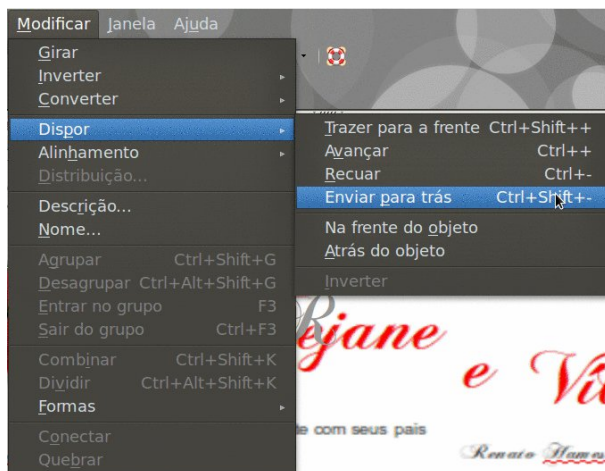 Modificar Janela Ajuda
Girar
Inverter
Converter
Dispor
Alinhamento
Distribuição...
Descrição...
Nome...
Agrupar Ctrl+Shift+G
Desagrupar Ctrl+Alt+Shift+G
Entrar no grupo F3
Sair do grupo Ctrl+F3
Combinar Ctrl+Shift+K
Dividir Ctrl+Alt+Shift+K
Formas
Conectar
Quebrar
Trazer para a frente Ctrl+Shift++
Avançar Ctrl++
Recuar Ctrl+-
Enviar para trás Ctrl+Shift+-
Na frente do objeto
Atrás do objeto
Inverter
Rejane
e
com seus pais
Renato